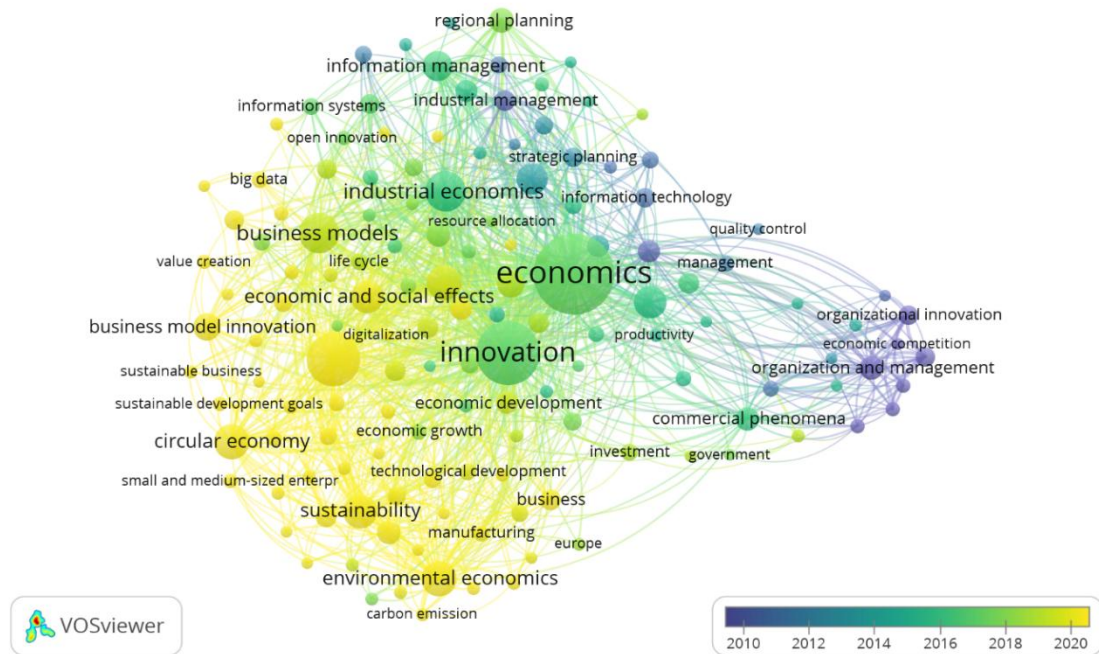 regional planning
information management
industrial management
information systems
open innovation
strategic planning
big data
industrial economics
information technology
resource allocation
business models
quality control
value creation
life cycle
management
economics
economic and social effects
organizational innovation
business model innovation
digitalization
productivity
economic competition
innovation
organization and management
sustainable business
sustainable development goals
economic development
commercial phenomena
circular economy
economic growth
investment
government
technological development
small and medium-sized enterpr
business
sustainability
manufacturing
europe
environmental economics
carbon emission
VOSviewer
2010 2012 2014 2016 2018 2020